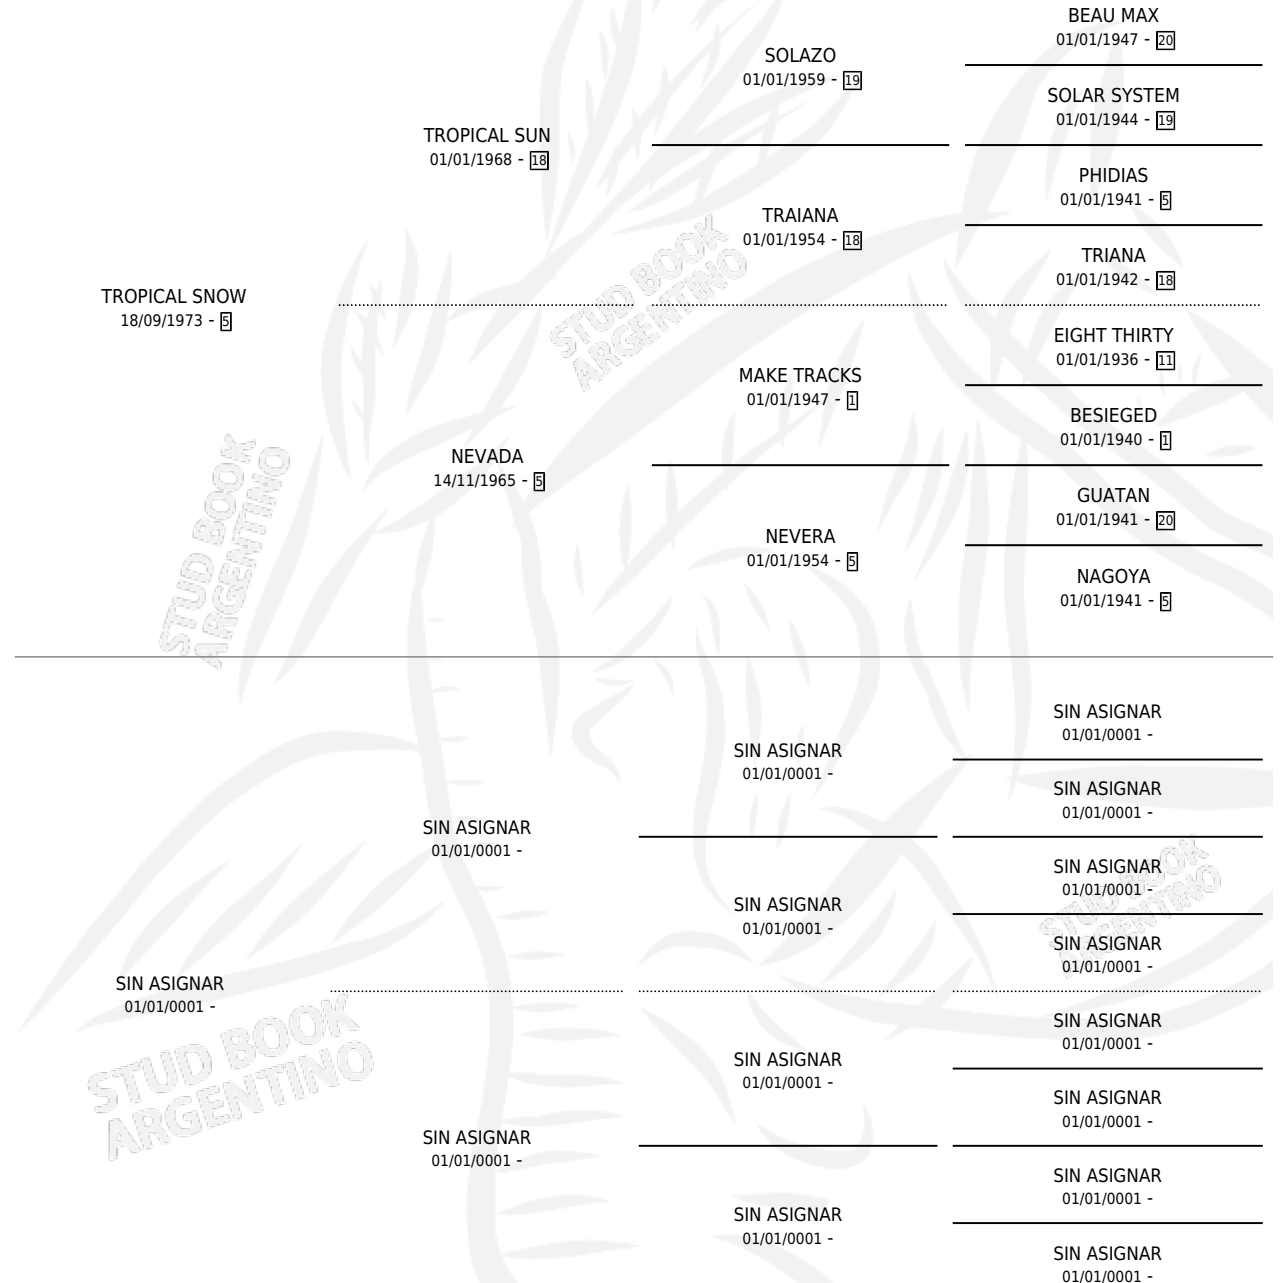 BEAU MAX
01/01/1947 - 20
SOLAZO
01/01/1959 - 19
SOLAR SYSTEM
01/01/1944 - 19
TROPICAL SUN
01/01/1968 - 18
PHIDIAS
01/01/1941 - 5
TRAIANA
01/01/1954 - 18
TRIANA
01/01/1942 - 18
TROPICAL SNOW
18/09/1973 - 5
STUD BOOK
ARGENTINO
EIGHT THIRTY
01/01/1936 - 11
MAKE TRACKS
01/01/1947 - 1
BESIEGED
01/01/1940 - 1
NEVADA
14/11/1965 - 5
GUATAN
01/01/1941 - 20
NEVERA
01/01/1954 - 5
NAGOYA
01/01/1941 - 5
STUD BOOK
ARGENTINO
SIN ASIGNAR
01/01/0001 -
SIN ASIGNAR
01/01/0001 -
SIN ASIGNAR
01/01/0001 -
SIN ASIGNAR
01/01/0001 -
SIN ASIGNAR
01/01/0001 -
SIN ASIGNAR
01/01/0001 -
SIN ASIGNAR
01/01/0001 -
STUD BOOK
ARGENTINO
SIN ASIGNAR
01/01/0001 -
SIN ASIGNAR
01/01/0001 -
SIN ASIGNAR
01/01/0001 -
SIN ASIGNAR
01/01/0001 -
STUD BOOK
ARGENTINO
SIN ASIGNAR
01/01/0001 -
SIN ASIGNAR
01/01/0001 -
SIN ASIGNAR
01/01/0001 -
SIN ASIGNAR
01/01/0001 -